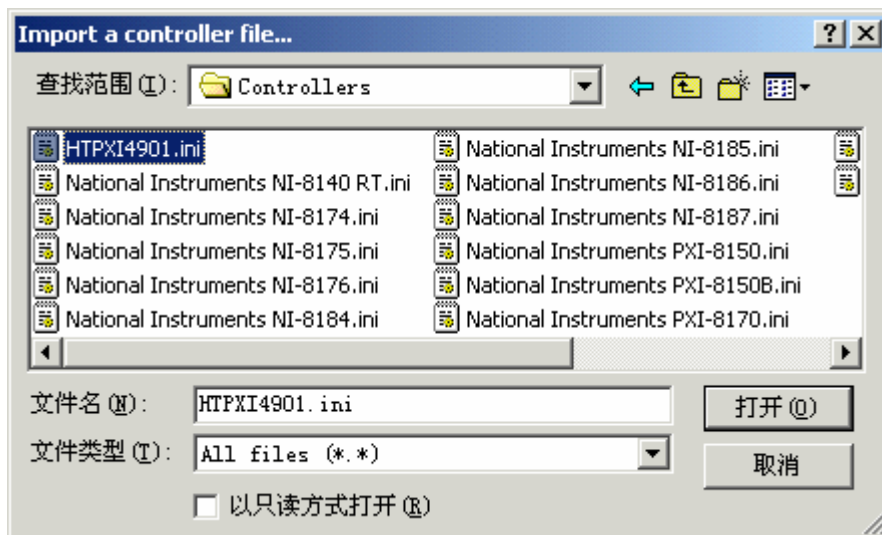 Import a controller file...
查找范围(I): Controllers
HTPXI4901.ini
National Instruments NI-8140 RT.ini
National Instruments NI-8174.ini
National Instruments NI-8175.ini
National Instruments NI-8176.ini
National Instruments NI-8184.ini
National Instruments NI-8185.ini
National Instruments NI-8186.ini
National Instruments NI-8187.ini
National Instruments PXI-8150.ini
National Instruments PXI-8150B.ini
National Instruments PXI-8170.ini
文件名(N): HTPXI4901.ini 打开(O)
文件类型(T): All files (*.*) 取消
以只读方式打开(R)